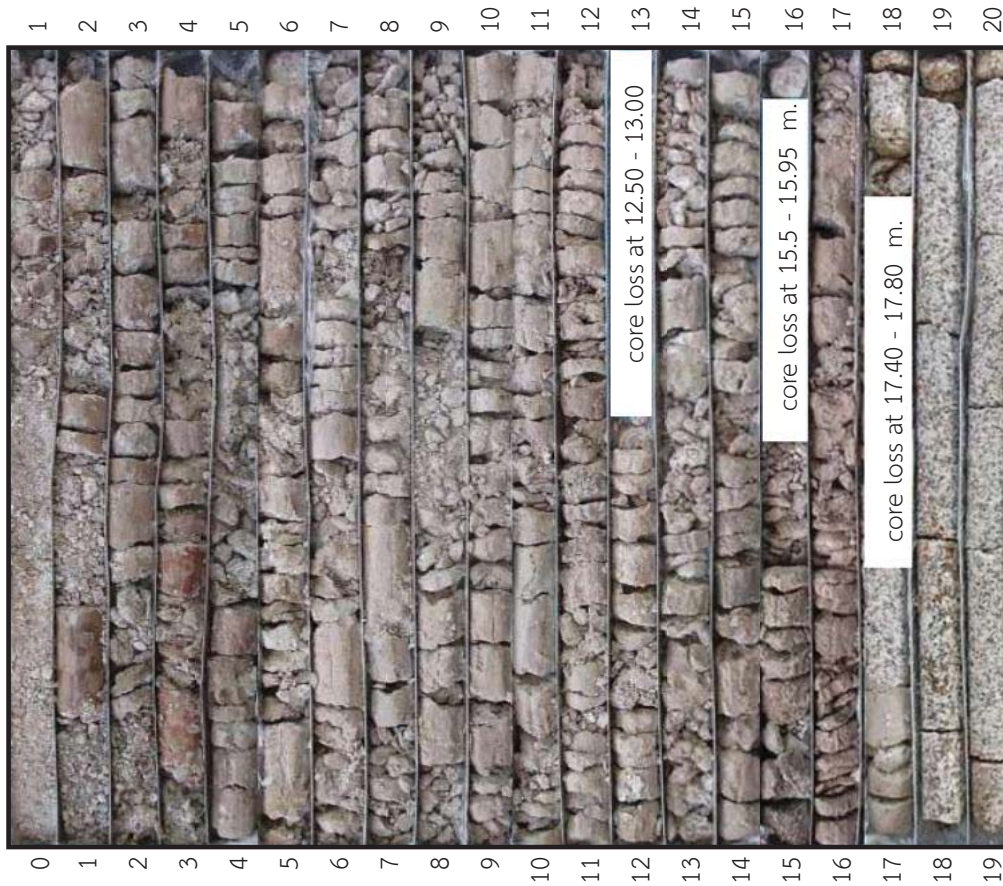 1 2 3 4 5 6 7 8 9 10 11 12 13 14 15 16 17 18 19 20
core loss at 12.50 - 13.00
core loss at 15.5 - 15.95 m.
core loss at 17.40 - 17.80 m.
0 1 2 3 4 5 6 7 8 9 10 11 12 13 14 15 16 17 18 19